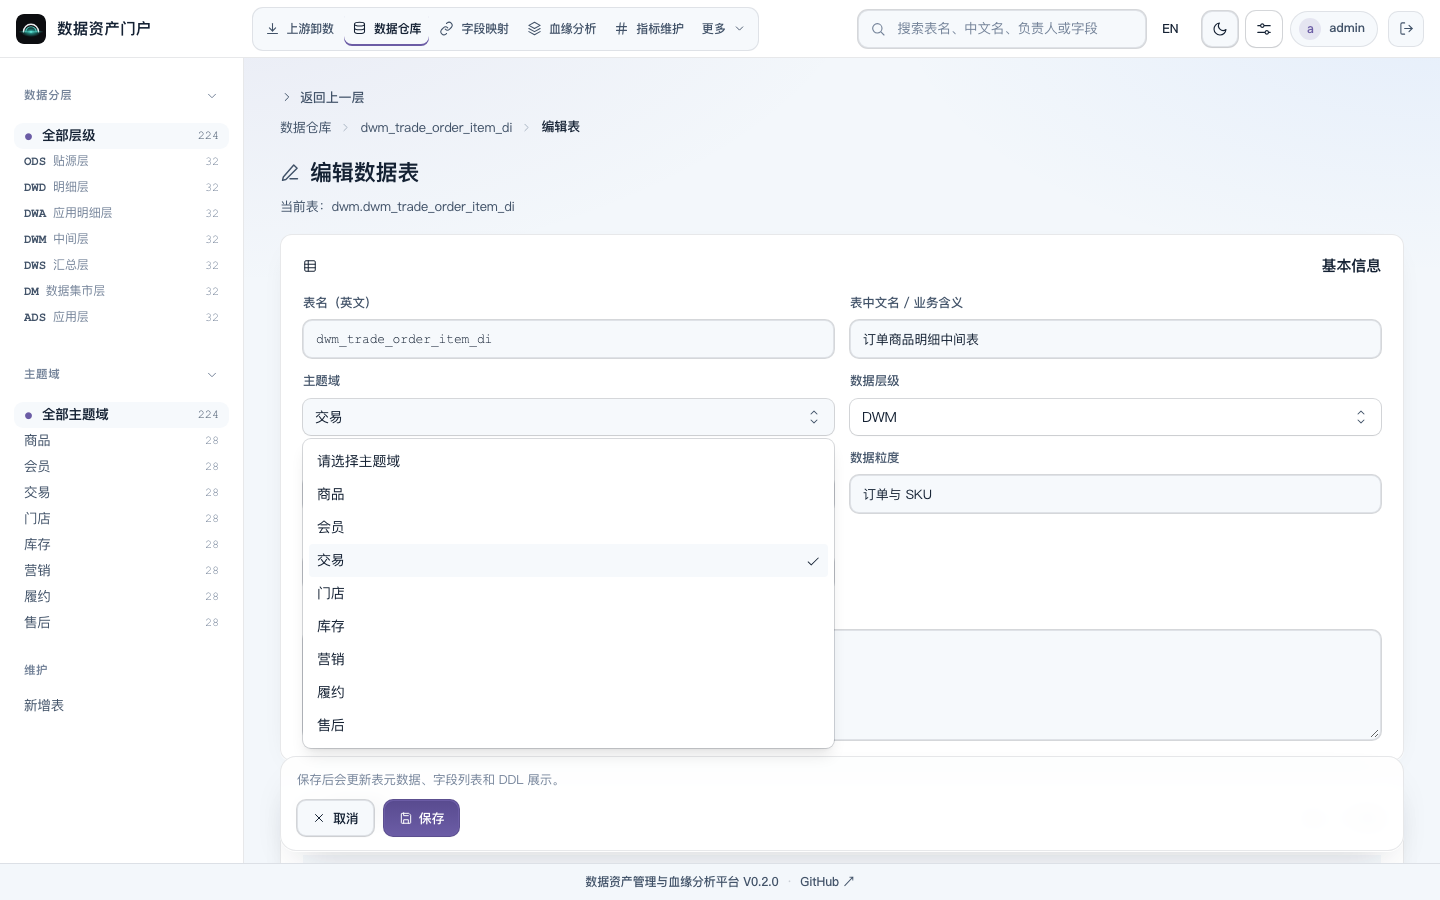 数据资产门户
上游卸数
数据仓库
字段映射
血缘分析
指标维护
更多
搜索表名、中文名、负责人或字段
EN
a
admin
数据分层
全部层级 224
ODS 贴源层 32
DWD 明细层 32
DWA 应用明细层 32
DWM 中间层 32
DWS 汇总层 32
DM 数据集市层 32
ADS 应用层 32
主题域
全部主题域 224
商品 28
会员 28
交易 28
门店 28
库存 28
营销 28
履约 28
售后 28
维护
新增表
返回上一层
数据仓库
dwm_trade_order_item_di
编辑表
编辑数据表
当前表：dwm.dwm_trade_order_item_di
基本信息
表名（英文）
dwm_trade_order_item_di
表中文名 / 业务含义
订单商品明细中间表
主题域
交易
数据层级
DWM
请选择主题域
商品
会员
交易
门店
库存
营销
履约
售后
数据粒度
订单与 SKU
保存后会更新表元数据、字段列表和 DDL 展示。
取消
保存
数据资产管理与血缘分析平台 V0.2.0 · GitHub ↗